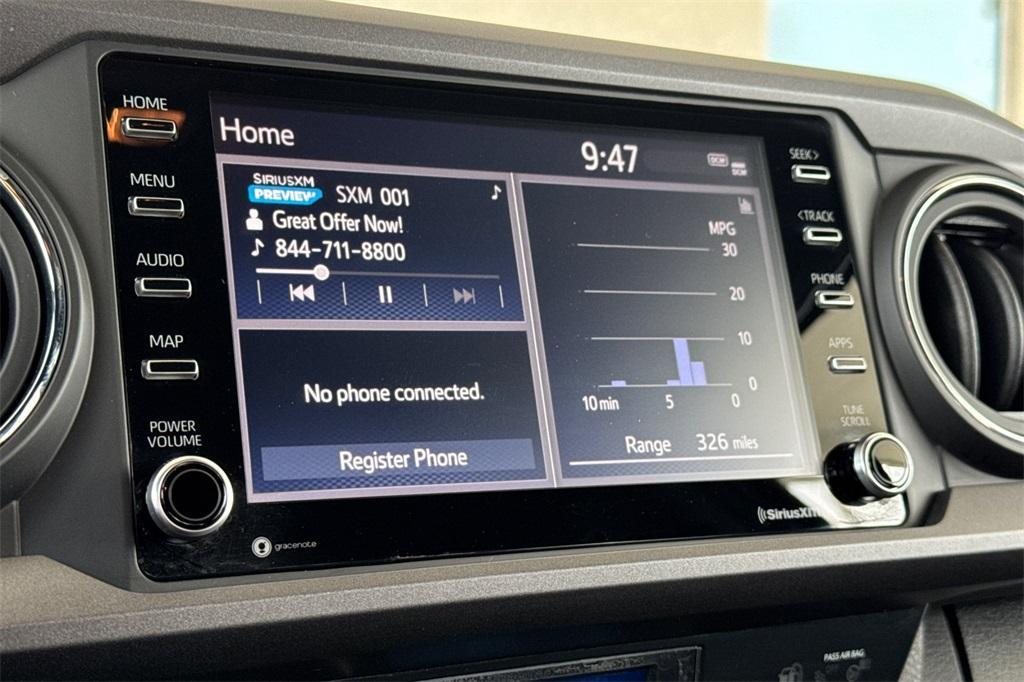 HOME
MENU
AUDIO
MAP
POWER
VOLUME
Home
9:47
DCM
DCM
SIRIUSXM
PREVIEW
SXM 001
Great Offer Now!
844-711-8800
No phone connected.
Register Phone
MPG
30
20
10
0
10 min
5
0
Range 326 miles
SEEK>
<TRACK
PHONE
APPS
TUNE
SCROLL
gracenote
SiriusXM
PASS AIR BAG